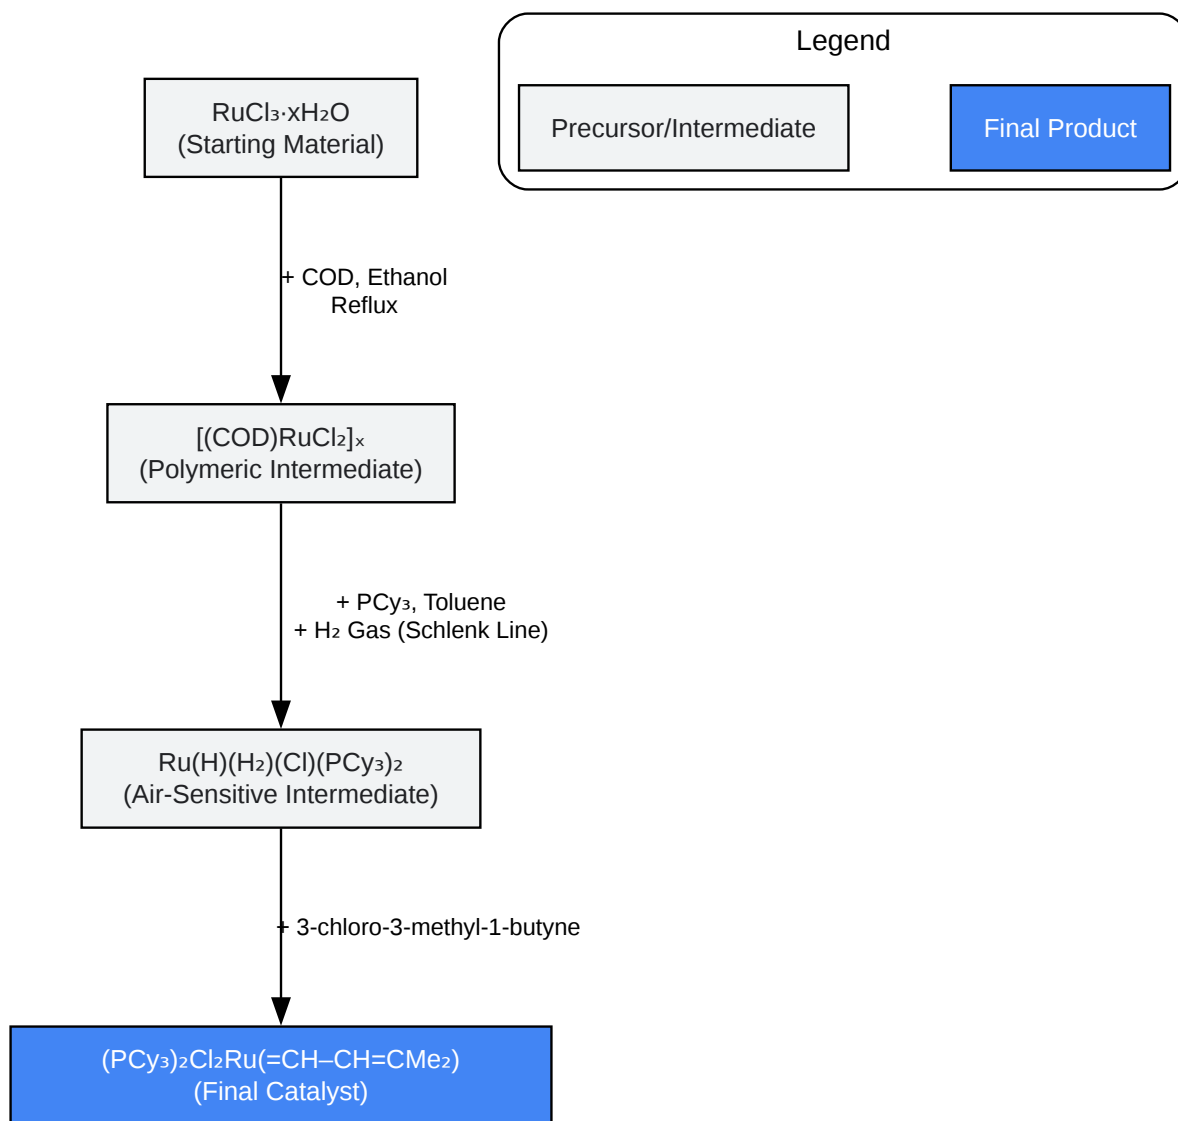 Legend
Precursor/Intermediate
Final Product
RuCl₃·xH₂O
(Starting Material)
+ COD, Ethanol
Reflux
[(COD)RuCl₂]ₓ
(Polymeric Intermediate)
+ PCy₃, Toluene
+ H₂ Gas (Schlenk Line)
Ru(H)(H₂)(Cl)(PCy₃)₂
(Air-Sensitive Intermediate)
+ 3-chloro-3-methyl-1-butyne
(PCy₃)₂Cl₂Ru(=CH–CH=CMe₂)
(Final Catalyst)